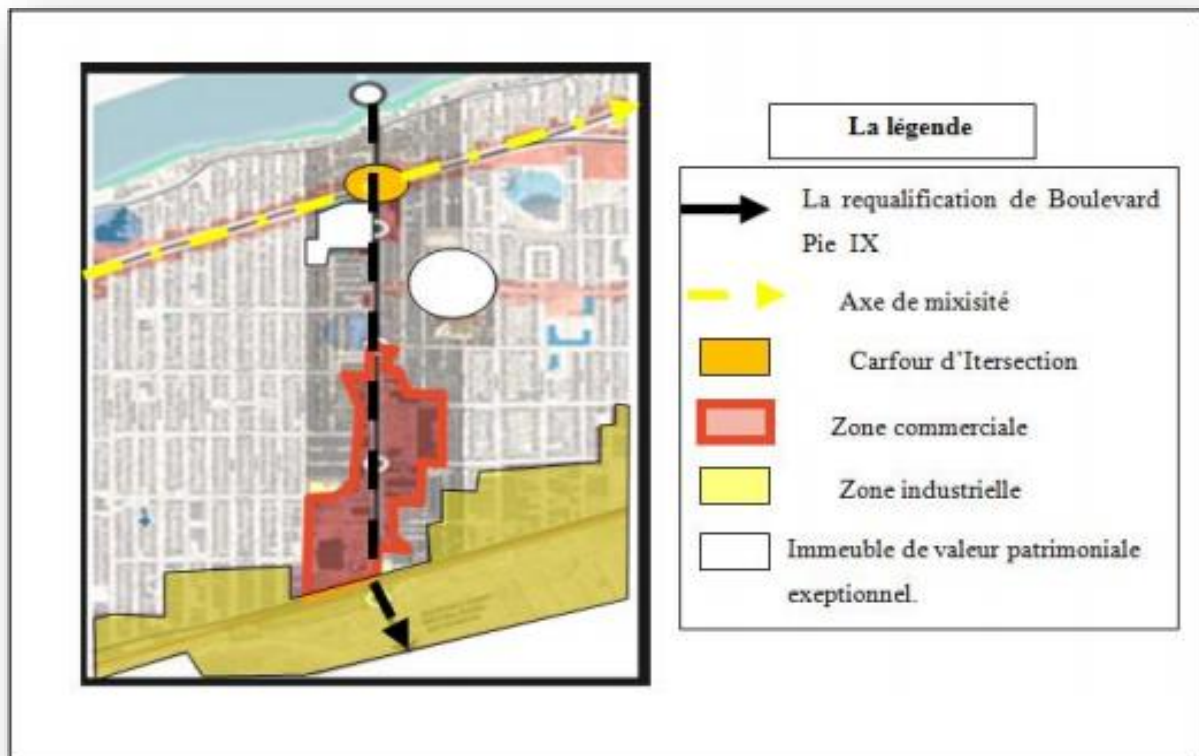 La légende
La requalification de Boulevard
Pie IX
Axe de mixisité
Carfour d'Itersection
Zone commerciale
Zone industrielle
Immeuble de valeur patrimoniale
exeptionnel.